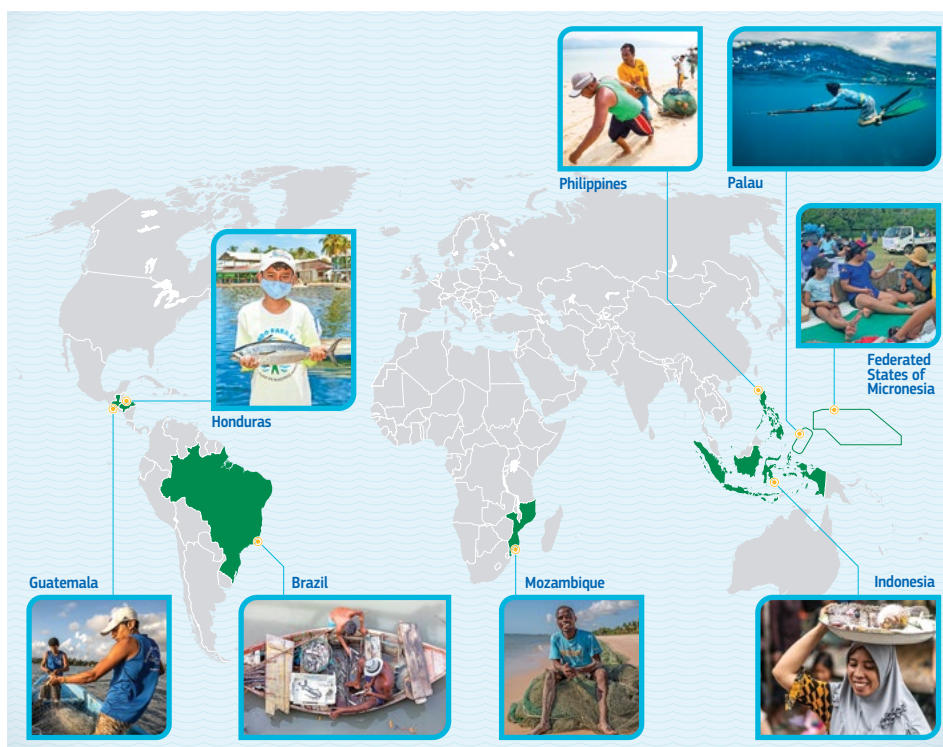 Philippines
Palau
Federated
States of
Micronesia
Honduras
Guatemala
Brazil
Mozambique
Indonesia